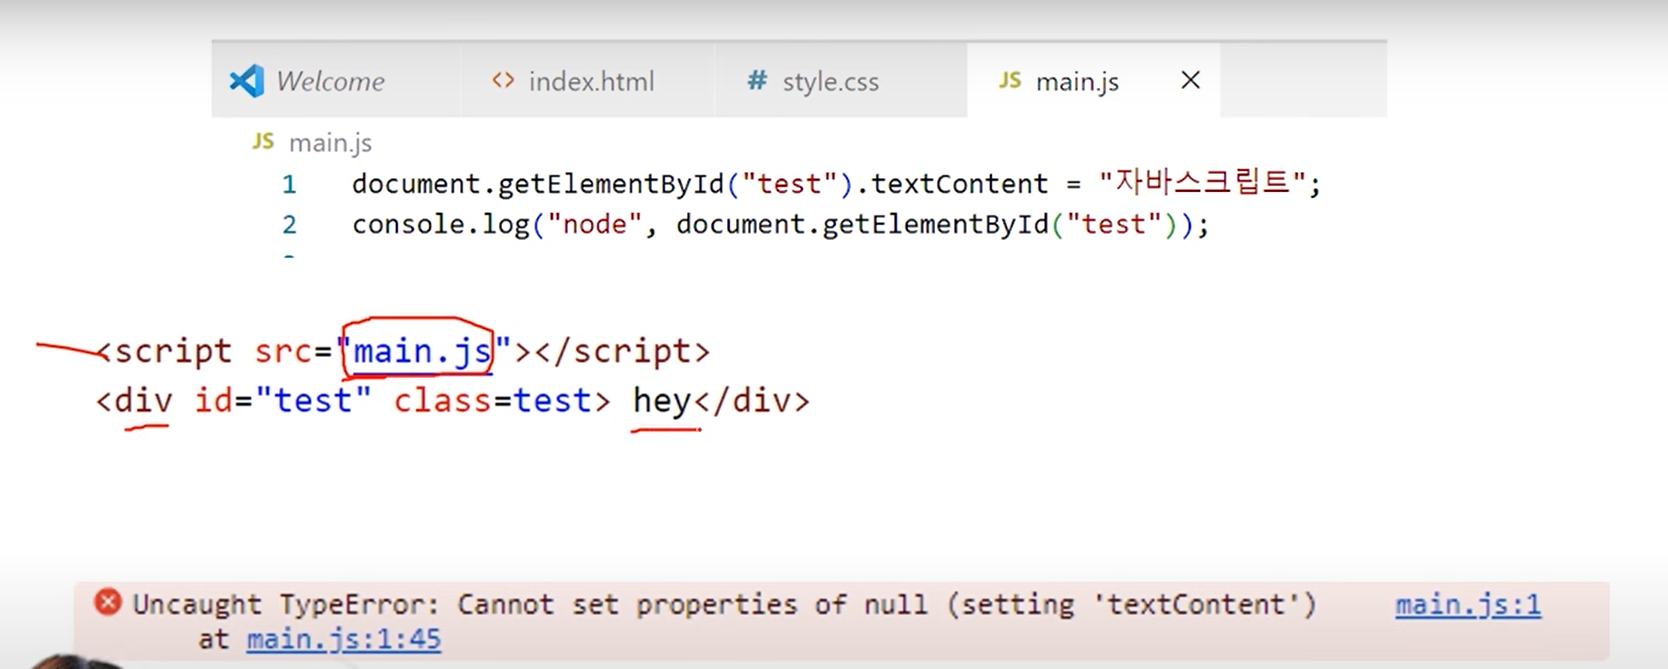 Welcome <> index.html # style.css JS main.js ×
JS main.js
1 document.getElementById("test").textContent = "자바스크립트";
2 console.log("node", document.getElementById("test"));
<script src="main.js"></script>
<div id="test" class=test> hey</div>
Uncaught TypeError: Cannot set properties of null (setting 'textContent') main.js:1
at main.js:1:45